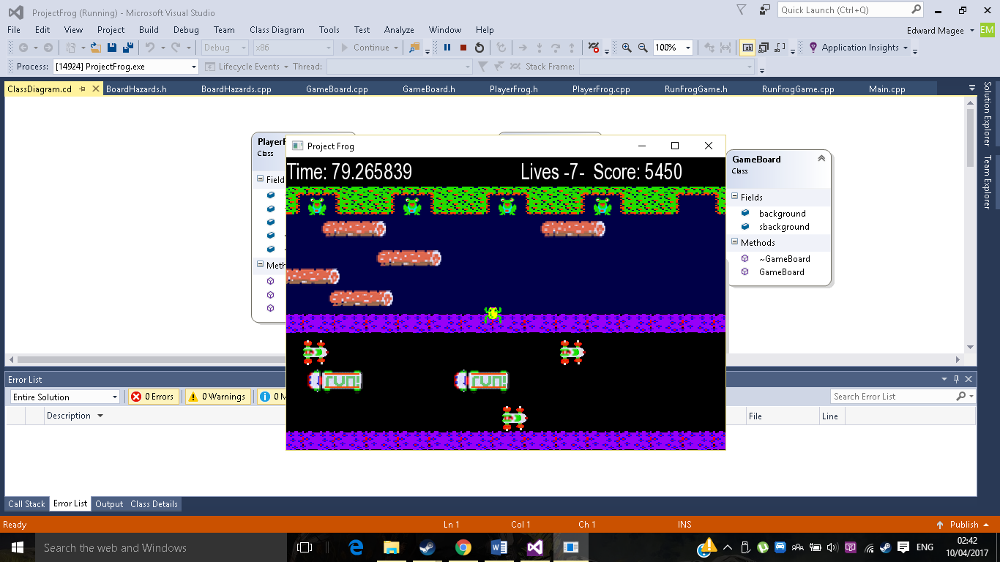 ProjectFrog (Running) - Microsoft Visual Studio
Quick Launch (Ctrl+Q)
File Edit View Project Build Debug Team Class Diagram Tools Test Analyze Window Help
Edward Magee EM
Debug x86 Continue 100% Application Insights
Process: [14924] ProjectFrog.exe Lifecycle Events Thread: Stack Frame:
ClassDiagram.cd BoardHazards.h BoardHazards.cpp GameBoard.cpp GameBoard.h PlayerFrog.h PlayerFrog.cpp RunFrogGame.h RunFrogGame.cpp Main.cpp
Solution Explorer
Team Explorer
PlayerF
Class
Field
Meth
Project Frog
Time: 79.265839 Lives -7- Score: 5450
run! run!
GameBoard
Class
Fields
background
sbackground
Methods
~GameBoard
GameBoard
Error List
Entire Solution 0 Errors 0 Warnings 0 M
Search Error List
Description File Line
Call Stack Error List Output Class Details
Ready Ln 1 Col 1 Ch 1 INS Publish
Search the web and Windows
ENG
02:42
10/04/2017